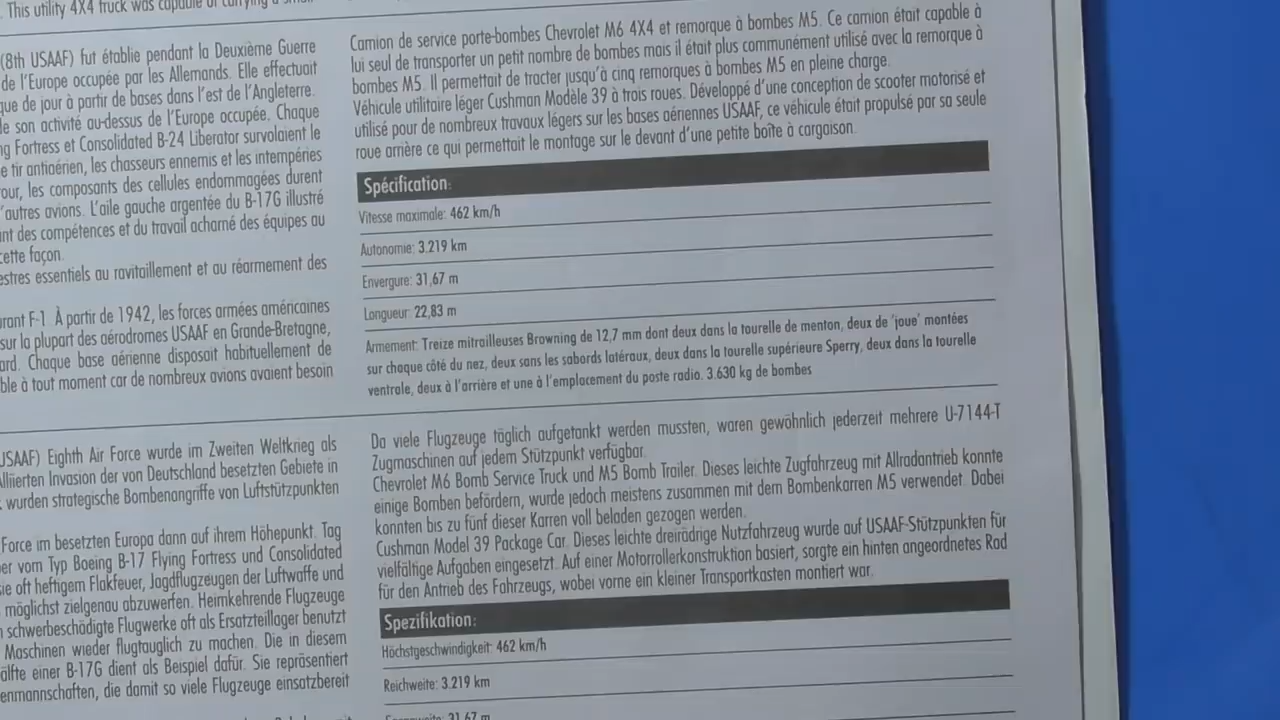 This utility 4X4 truck was capable of carrying a small
(8th USAAF) fut établie pendant la Deuxième Guerre
de l'Europe occupée par les Allemands. Elle effectuait
que de jour à partir de bases dans l'est de l'Angleterre.
le son activité au-dessus de l'Europe occupée. Chaque
ng Fortress et Consolidated B-24 Liberator survolaient le
e tir antiaérien, les chasseurs ennemis et les intempéries
our, les composants des cellules endommagées durent
'autres avions. L'aile gauche argentée du B-17G illustré
nt des compétences et du travail acharné des équipes au
cette façon.
estres essentiels au ravitaillement et au réarmement des
orant F-1. À partir de 1942, les forces armées américaines
sur la plupart des aérodromes USAAF en Grande-Bretagne,
ard. Chaque base aérienne disposait habituellement de
ble à tout moment car de nombreux avions avaient besoin
Camion de service porte-bombes Chevrolet M6 4X4 et remorque à bombes M5. Ce camion était capable à
lui seul de transporter un petit nombre de bombes mais il était plus communément utilisé avec la remorque à
bombes M5. Il permettait de tracter jusqu'à cinq remorques à bombes M5 en pleine charge.
Véhicule utilitaire léger Cushman Modèle 39 à trois roues. Développé d'une conception de scooter motorisé et
utilisé pour de nombreux travaux légers sur les bases aériennes USAAF, ce véhicule était propulsé par sa seule
roue arrière ce qui permettait le montage sur le devant d'une petite boîte à cargaison.
Spécification:
Vitesse maximale: 462 km/h
Autonomie: 3.219 km
Envergure: 31,67 m
Longueur: 22,83 m
Armement: Treize mitrailleuses Browning de 12,7 mm dont deux dans la tourelle de menton, deux de 'joue' montées
sur chaque côté du nez, deux sans les sabords latéraux, deux dans la tourelle supérieure Sperry, deux dans la tourelle
ventrale, deux à l'arrière et une à l'emplacement du poste radio. 3.630 kg de bombes
USAAF) Eighth Air Force wurde im Zweiten Weltkrieg als
Alliierten Invasion der von Deutschland besetzten Gebiete in
wurden strategische Bombenangriffe von Luftstützpunkten
Force im besetzten Europa dann auf ihrem Höhepunkt. Tag
er vom Typ Boeing B-17 Flying Fortress und Consolidated
sie oft heftigem Flakfeuer, Jagdflugzeugen der Luftwaffe und
möglichst zielgenau abzuwerfen. Heimkehrende Flugzeuge
schwerbeschädigte Flugwerke oft als Ersatzteillager benutzt
Maschinen wieder flugtauglich zu machen. Die in diesem
älfte einer B-17G dient als Beispiel dafür. Sie repräsentiert
enmannschaften, die damit so viele Flugzeuge einsatzbereit
Da viele Flugzeuge täglich aufgetankt werden mussten, waren gewöhnlich jederzeit mehrere U-7144-T
Zugmaschinen auf jedem Stützpunkt verfügbar.
Chevrolet M6 Bomb Service Truck und M5 Bomb Trailer. Dieses leichte Zugfahrzeug mit Allradantrieb konnte
einige Bomben befördern, wurde jedoch meistens zusammen mit dem Bombenkarren M5 verwendet. Dabei
konnten bis zu fünf dieser Karren voll beladen gezogen werden.
Cushman Model 39 Package Car. Dieses leichte dreirädrige Nutzfahrzeug wurde auf USAAF-Stützpunkten für
vielfältige Aufgaben eingesetzt. Auf einer Motorrollerkonstruktion basiert, sorgte ein hinten angeordnetes Rad
für den Antrieb des Fahrzeugs, wobei vorne ein kleiner Transportkasten montiert war.
Spezifikation:
Höchstgeschwindigkeit: 462 km/h
Reichweite: 3.219 km
31,67 m